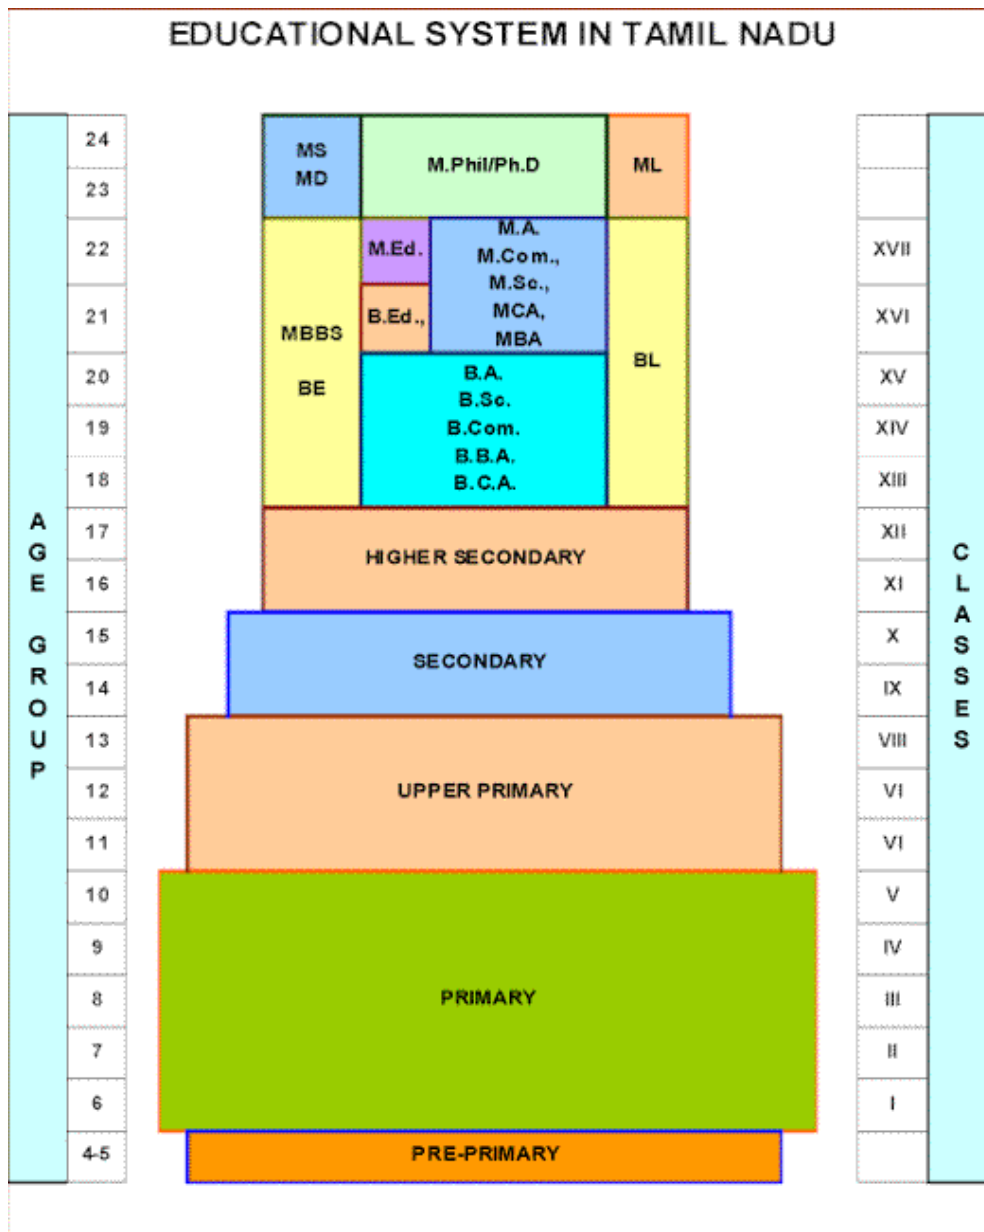 EDUCATIONAL SYSTEM IN TAMIL NADU
AGE GROUP
24
23
22
21
20
19
18
17
16
15
14
13
12
11
10
9
8
7
6
4-5
MS
MD
M.Phil/Ph.D
ML
MBBS
BE
M.Ed.
B.Ed.,
M.A.
M.Com.,
M.Sc.,
MCA,
MBA
BL
B.A.
B.Sc.
B.Com.
B.B.A.
B.C.A.
HIGHER SECONDARY
SECONDARY
UPPER PRIMARY
PRIMARY
PRE-PRIMARY
XVII
XVI
XV
XIV
XIII
XII
XI
X
IX
VIII
VI
VI
V
IV
III
II
I
CLASSES